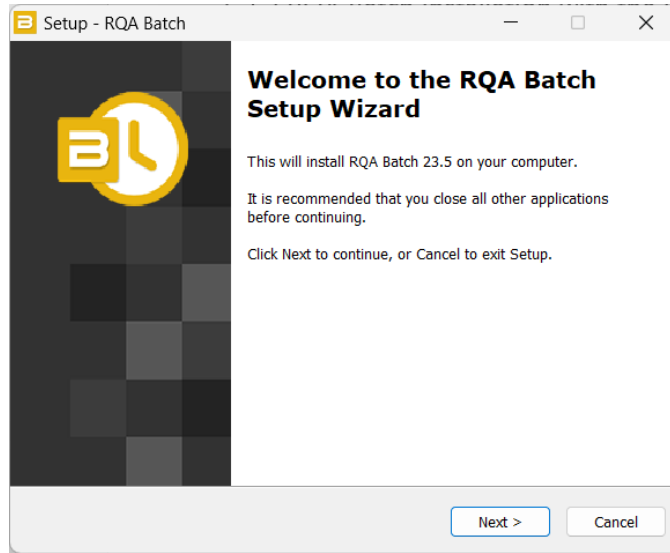 B Setup - RQA Batch
Welcome to the RQA Batch
Setup Wizard
B
This will install RQA Batch 23.5 on your computer.
It is recommended that you close all other applications
before continuing.
Click Next to continue, or Cancel to exit Setup.
Next >
Cancel